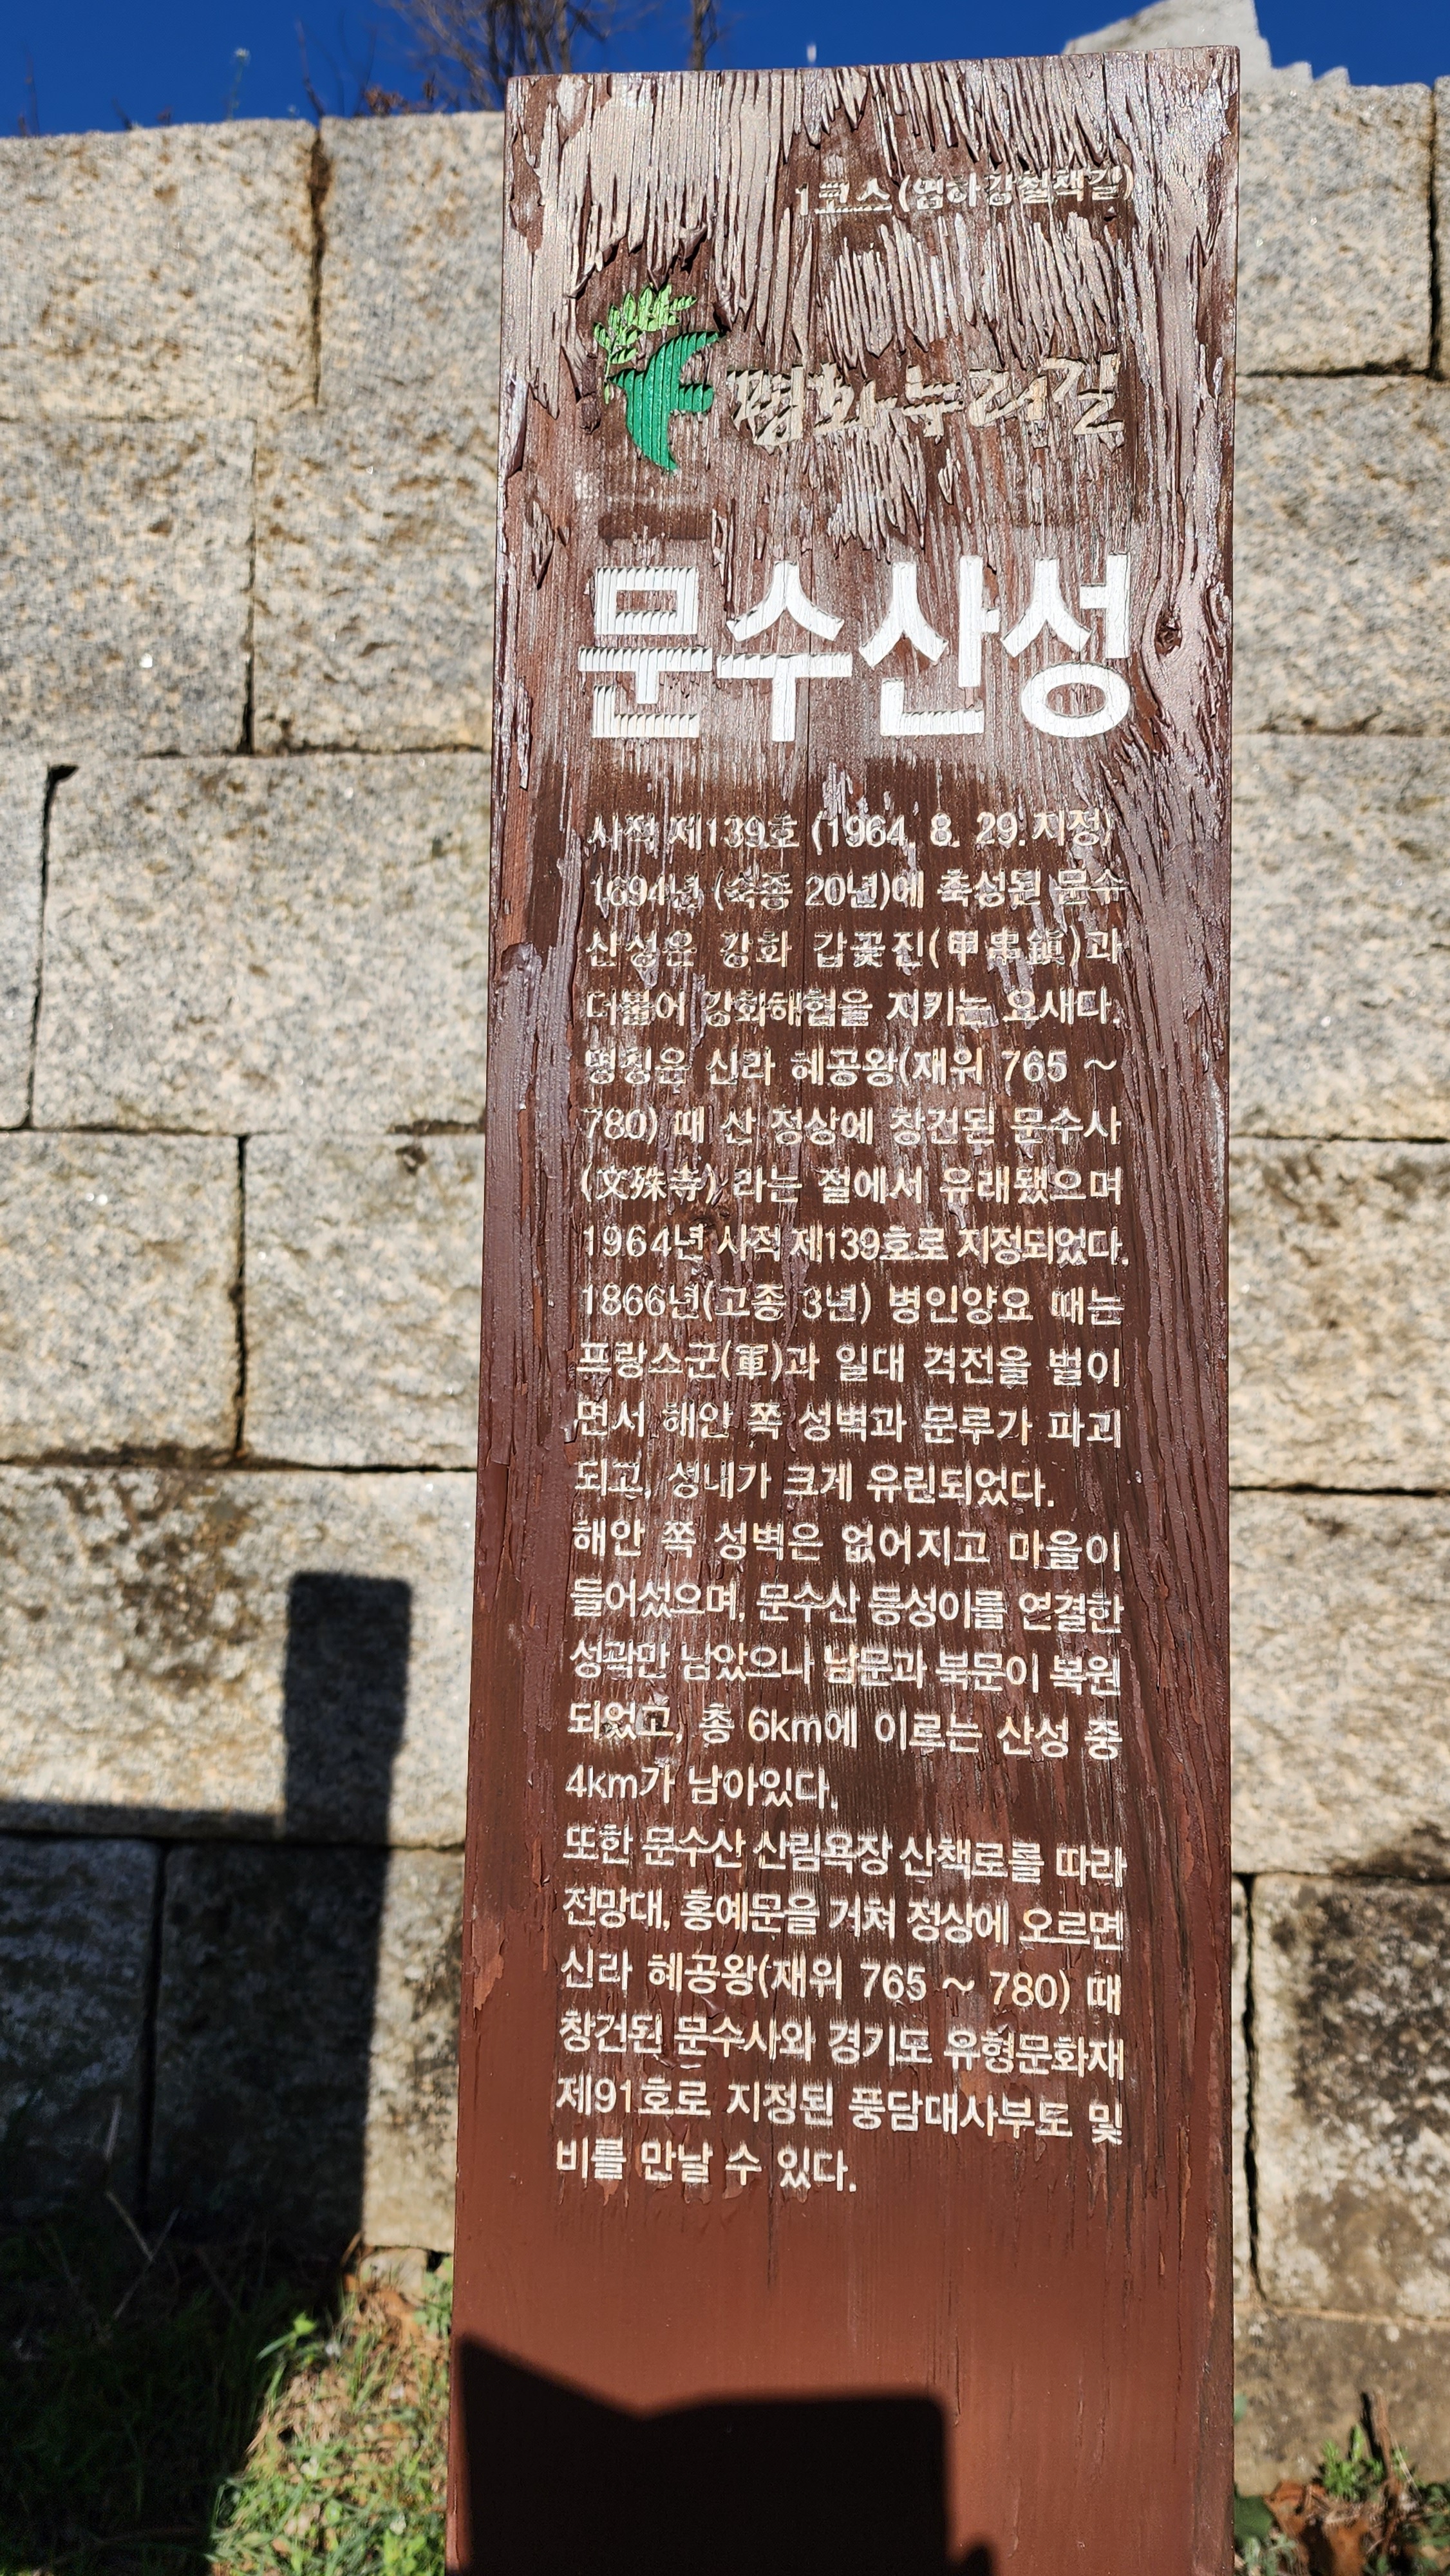 1코스(염하강철책길)
평화누리길
문수산성
사적 제139호 (1964. 8. 29. 지정)
1694년 (숙종 20년)에 축성된 문수
산성은 강화 갑꽃진(甲串鎭)과
더불어 강화해협을 지키는 요새다.
명칭은 신라 혜공왕(재위 765 ~
780) 때 산 정상에 창건된 문수사
(文殊寺) 라는 절에서 유래됐으며
1964년 사적 제139호로 지정되었다.
1866년(고종 3년) 병인양요 때는
프랑스군(軍)과 일대 격전을 벌이
면서 해안 쪽 성벽과 문루가 파괴
되고, 성내가 크게 유린되었다.
해안 쪽 성벽은 없어지고 마을이
들어섰으며, 문수산 등성이를 연결한
성곽만 남았으나 남문과 북문이 복원
되었고, 총 6km에 이르는 산성 중
4km가 남아있다.
또한 문수산 산림욕장 산책로를 따라
전망대, 홍예문을 거쳐 정상에 오르면
신라 혜공왕(재위 765 ~ 780) 때
창건된 문수사와 경기도 유형문화재
제91호로 지정된 풍담대사부도 및
비를 만날 수 있다.